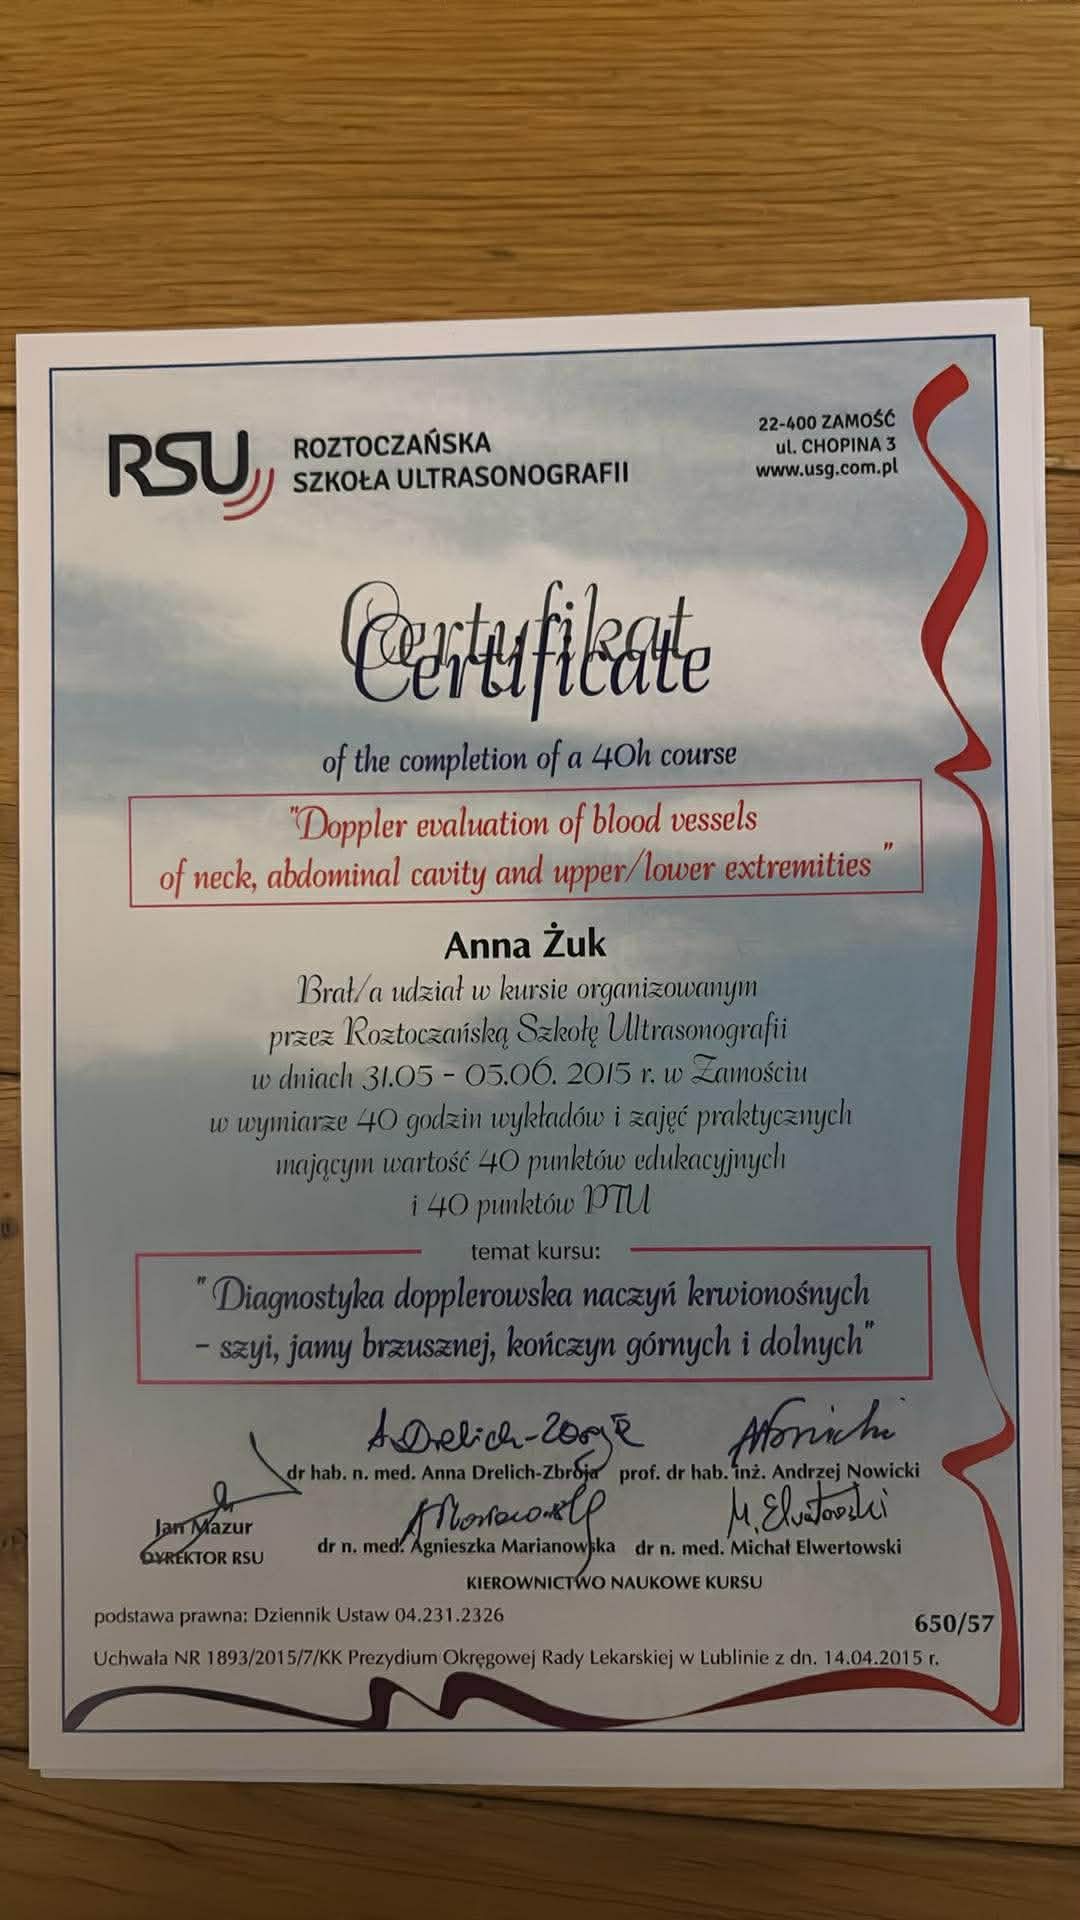 RSU
ROZTOCZAŃSKA
SZKOŁA ULTRASONOGRAFII
22-400 ZAMOŚĆ
ul. CHOPINA 3
www.usg.com.pl
Certyfikat
Certificate
of the completion of a 40h course
"Doppler evaluation of blood vessels
of neck, abdominal cavity and upper/lower extremities "
Anna Żuk
Brał/a udział w kursie organizowanym
przez Roztoczańską Szkołę Ultrasonografii
w dniach 31.05 - 05.06. 2015 r. w Zamościu
w wymiarze 40 godzin wykładów i zajęć praktycznych
mającym wartość 40 punktów edukacyjnych
i 40 punktów PTU
temat kursu:
"Diagnostyka dopplerowska naczyń krwionośnych
- szyi, jamy brzusznej, kończyn górnych i dolnych"
A. Drelich-Zbroja
dr hab. n. med. Anna Drelich-Zbroja prof. dr hab. inż. Andrzej Nowicki
M. Elwertowski
Jan Mazur
DYREKTOR RSU
dr n. med. Agnieszka Marianowska dr n. med. Michał Elwertowski
KIEROWNICTWO NAUKOWE KURSU
podstawa prawna: Dziennik Ustaw 04.231.2326
650/57
Uchwała NR 1893/2015/7/KK Prezydium Okręgowej Rady Lekarskiej w Lublinie z dn. 14.04.2015 r.